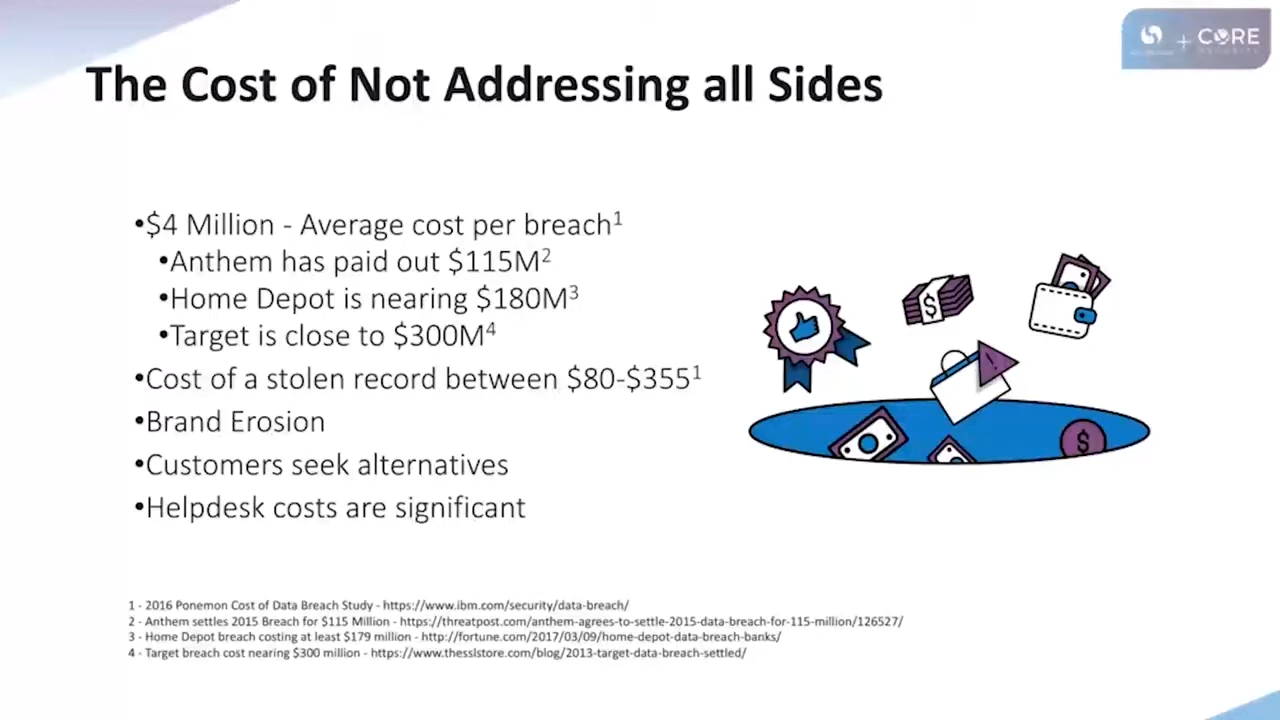 + CORE
SECURITY
The Cost of Not Addressing all Sides
•$4 Million - Average cost per breach¹
•Anthem has paid out $115M²
•Home Depot is nearing $180M³
•Target is close to $300M⁴
•Cost of a stolen record between $80-$355¹
•Brand Erosion
•Customers seek alternatives
•Helpdesk costs are significant
$
$
1 - 2016 Ponemon Cost of Data Breach Study - https://www.ibm.com/security/data-breach/
2 - Anthem settles 2015 Breach for $115 Million - https://threatpost.com/anthem-agrees-to-settle-2015-data-breach-for-115-million/126527/
3 - Home Depot breach costing at least $179 million - http://fortune.com/2017/03/09/home-depot-data-breach-banks/
4 - Target breach cost nearing $300 million - https://www.thesslstore.com/blog/2013-target-data-breach-settled/